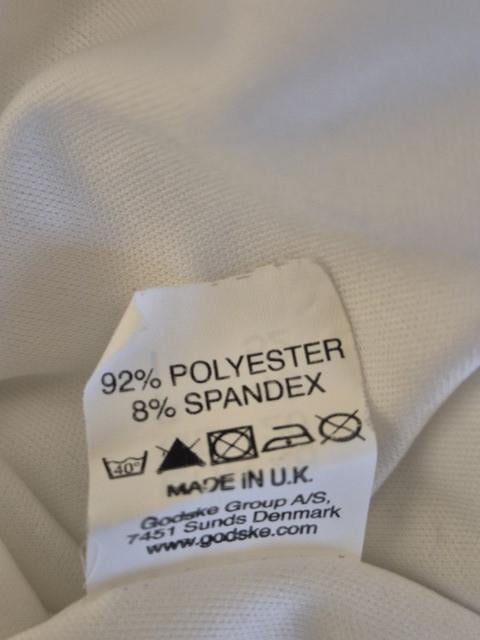 92% POLYESTER
8% SPANDEX
40°
MADE IN U.K.
Godske Group A/S,
7451 Sunds Denmark
www.godske.com